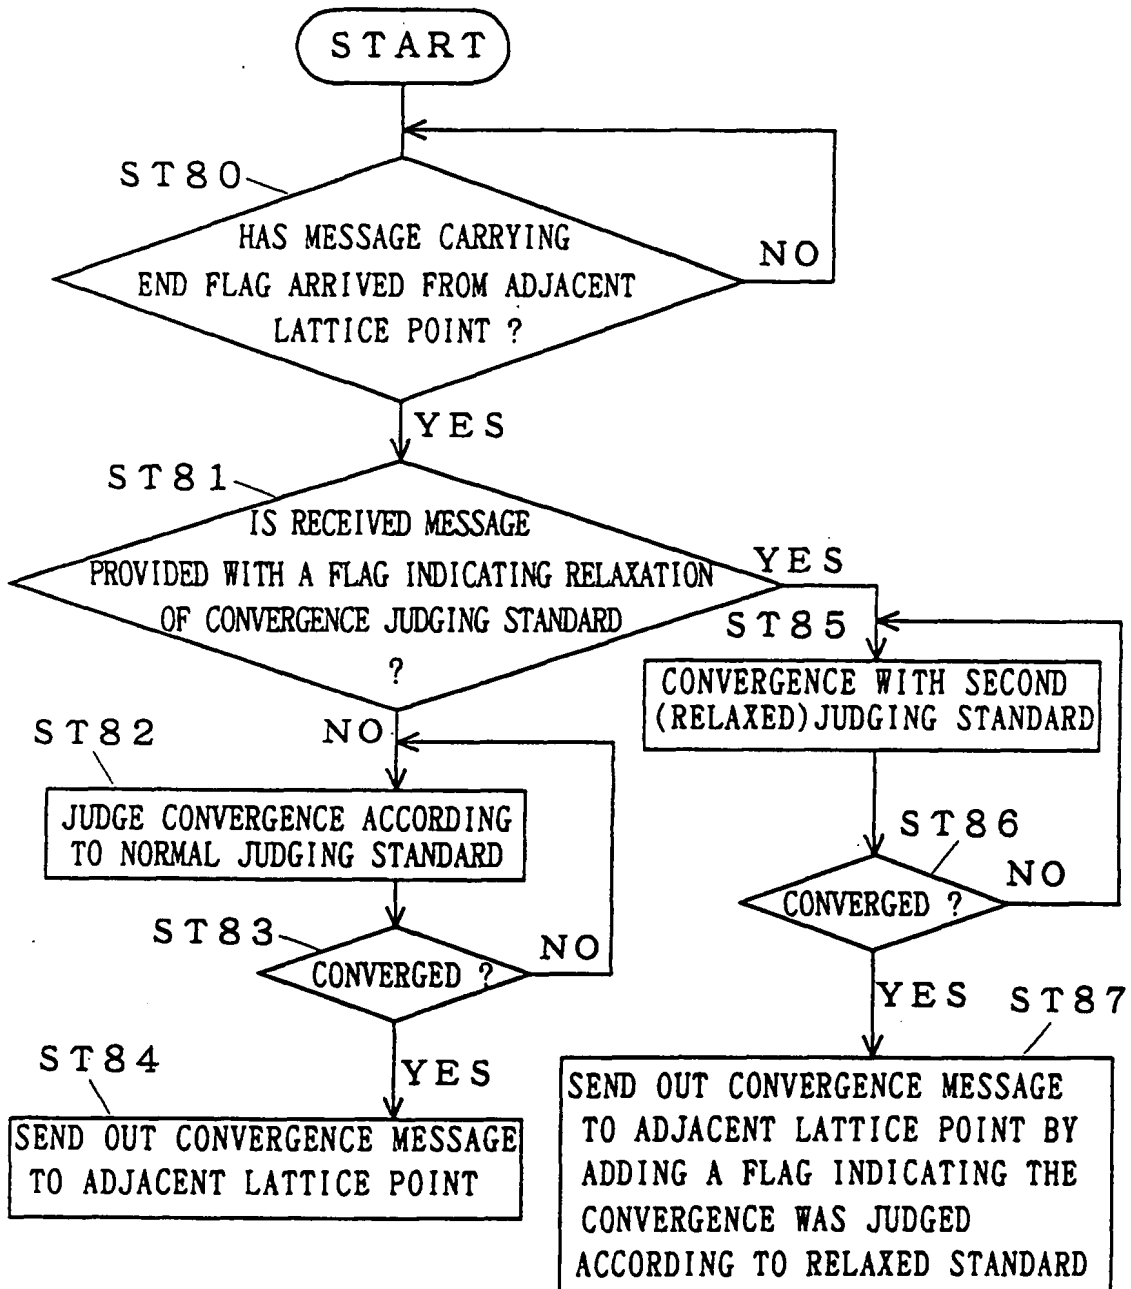 START
ST80
HAS MESSAGE CARRYING
END FLAG ARRIVED FROM ADJACENT
LATTICE POINT ?
NO
YES
ST81
IS RECEIVED MESSAGE
PROVIDED WITH A FLAG INDICATING RELAXATION
OF CONVERGENCE JUDGING STANDARD
?
YES
NO
ST82
JUDGE CONVERGENCE ACCORDING
TO NORMAL JUDGING STANDARD
ST83
CONVERGED ?
NO
YES
ST84
SEND OUT CONVERGENCE MESSAGE
TO ADJACENT LATTICE POINT
ST85
CONVERGENCE WITH SECOND
(RELAXED)JUDGING STANDARD
ST86
CONVERGED ?
NO
YES
ST87
SEND OUT CONVERGENCE MESSAGE
TO ADJACENT LATTICE POINT BY
ADDING A FLAG INDICATING THE
CONVERGENCE WAS JUDGED
ACCORDING TO RELAXED STANDARD